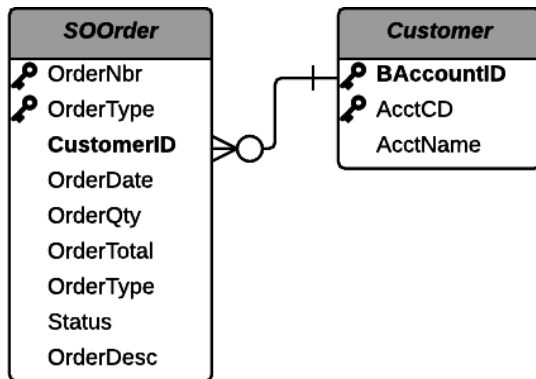 SOOrder
OrderNbr
OrderType
CustomerID
OrderDate
OrderQty
OrderTotal
OrderType
Status
OrderDesc
Customer
BAccountID
AcctCD
AcctName